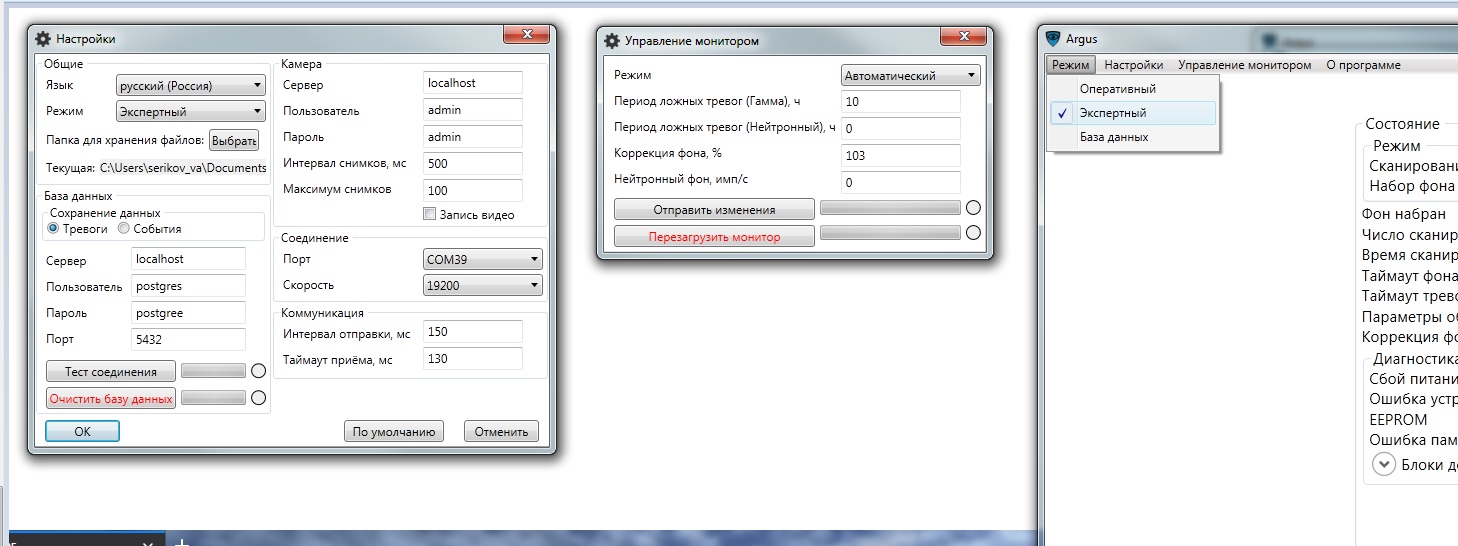 Настройки
Общие
Язык русский (Россия)
Режим Экспертный
Папка для хранения файлов: Выбрать
Текущая: C:\Users\serikov_va\Documents
База данных
Сохранение данных
Тревоги События
Сервер localhost
Пользователь postgres
Пароль postgree
Порт 5432
Тест соединения
Очистить базу данных
Камера
Сервер localhost
Пользователь admin
Пароль admin
Интервал снимков, мс 500
Максимум снимков 100
Запись видео
Соединение
Порт COM39
Скорость 19200
Коммуникация
Интервал отправки, мс 150
Таймаут приёма, мс 130
OK По умолчанию Отменить
Управление монитором
Режим Автоматический
Период ложных тревог (Гамма), ч 10
Период ложных тревог (Нейтронный), ч 0
Коррекция фона, % 103
Нейтронный фон, имп/с 0
Отправить изменения
Перезагрузить монитор
Argus
Режим Настройки Управление монитором О программе
Оперативный
Экспертный
База данных
Состояние
Режим
Сканировани
Набор фона
Фон набран
Число сканир
Время сканир
Таймаут фона
Таймаут трево
Параметры об
Коррекция фо
Диагностика
Сбой питани
Ошибка устр
EEPROM
Ошибка пам
Блоки де